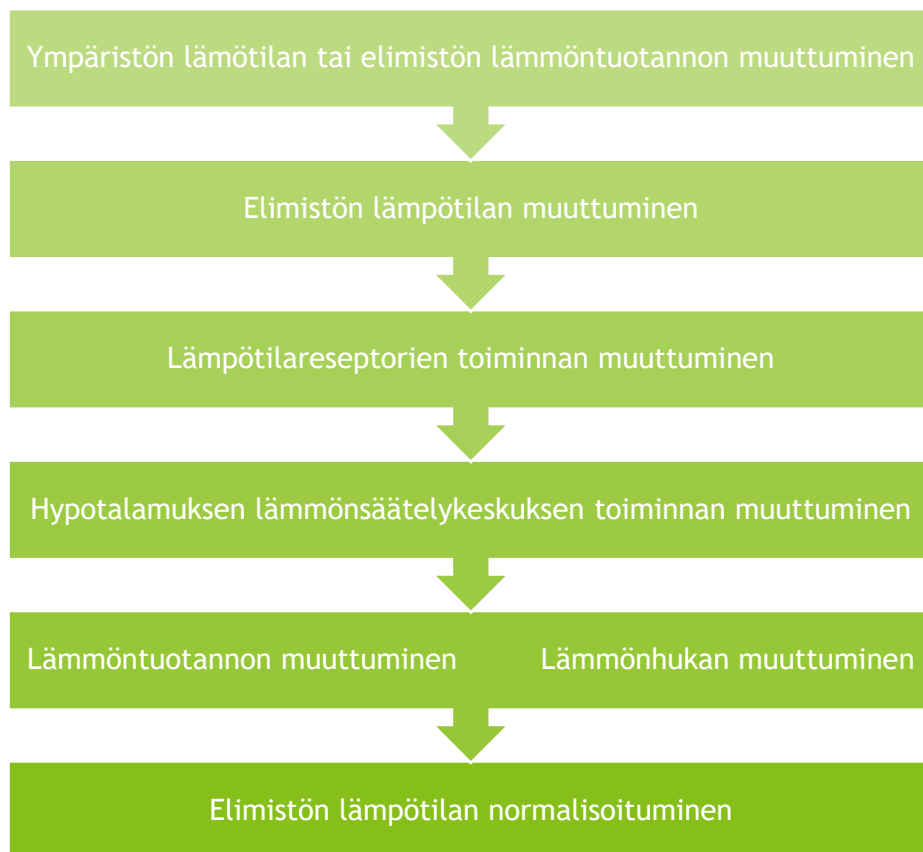 Ympäristön lämötilan tai elimistön lämmöntuotannon muuttuminen
Elimistön lämpötilan muuttuminen
Lämpötilareseptorien toiminnan muuttuminen
Hypotalamuksen lämmönsäätelykeskuksen toiminnan muuttuminen
Lämmöntuotannon muuttuminen
Lämmönhukan muuttuminen
Elimistön lämpötilan normalisoituminen